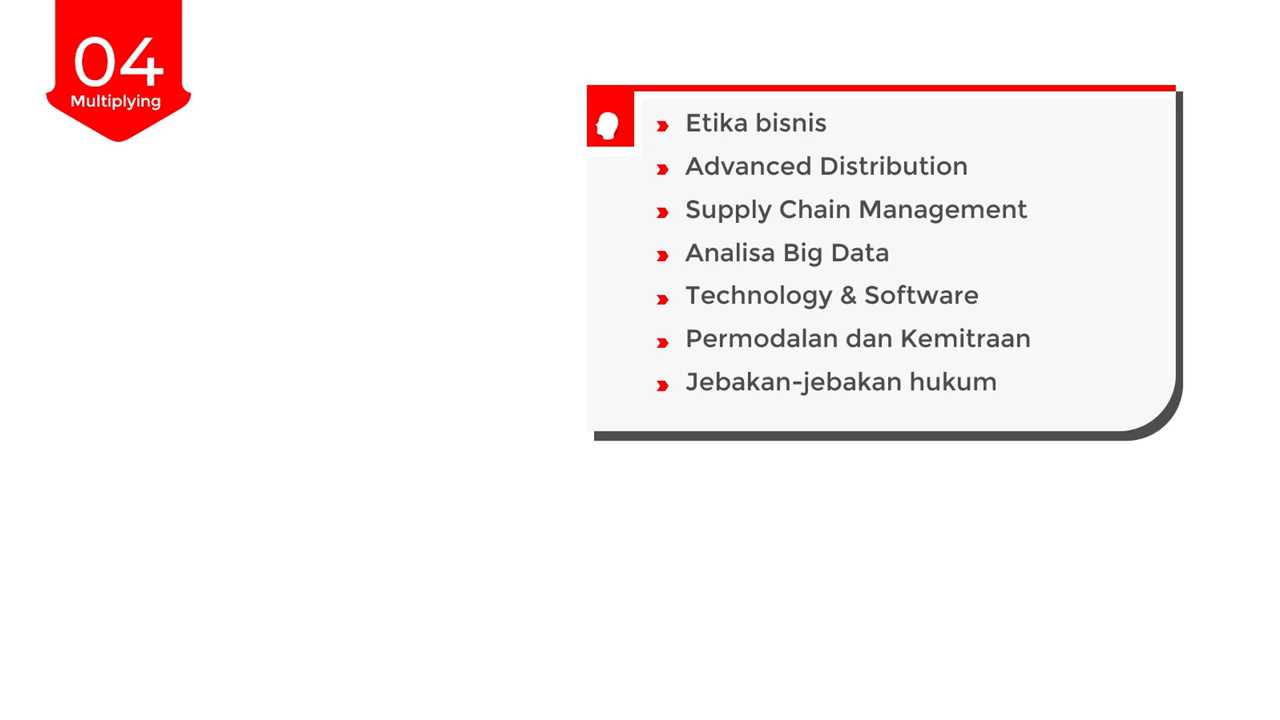 04
Multiplying
Etika bisnis
Advanced Distribution
Supply Chain Management
Analisa Big Data
Technology & Software
Permodalan dan Kemitraan
Jebakan-jebakan hukum